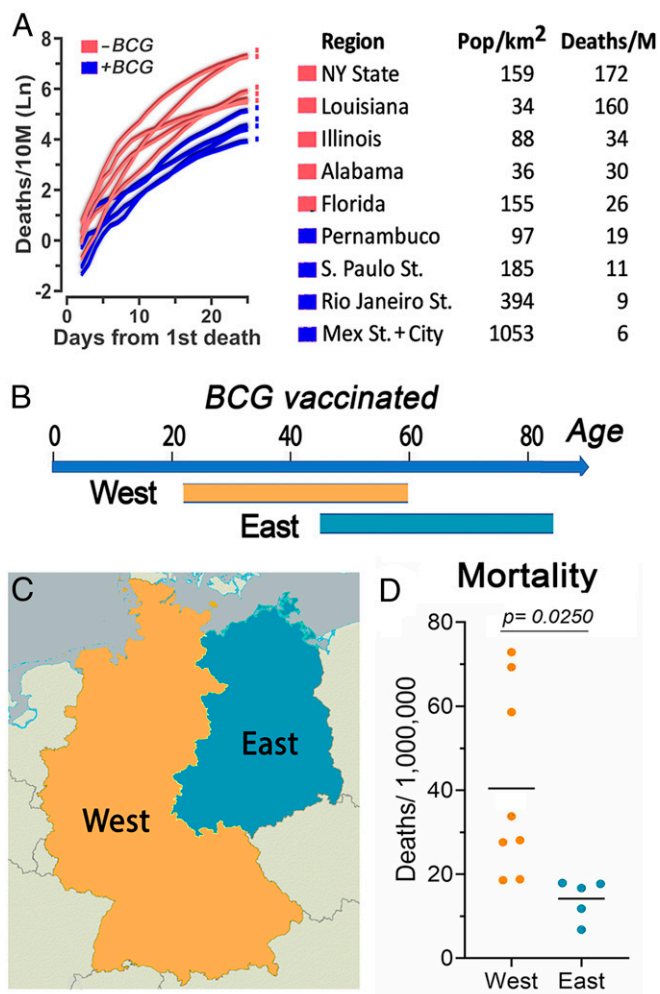 A
8
6
4
2
0
-2
Deaths/10M (Ln)
-BCG
+BCG
0 10 20
Days from 1st death
Region Pop/km² Deaths/M
NY State 159 172
Louisiana 34 160
Illinois 88 34
Alabama 36 30
Florida 155 26
Pernambuco 97 19
S. Paulo St. 185 11
Rio Janeiro St. 394 9
Mex St. + City 1053 6
B
BCG vaccinated
0 20 40 60 80 Age
West
East
C
West
East
D
Mortality
p= 0.0250
80
60
40
20
0
Deaths/ 1,000,000
West East